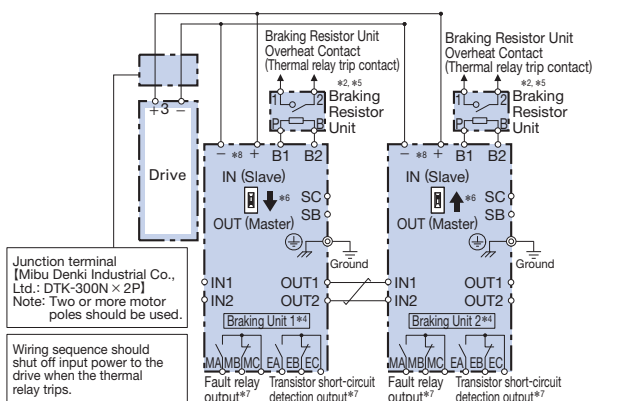 Braking Resistor Unit
Overheat Contact
(Thermal relay trip contact)
*2, *5
1 2
Braking
Resistor
Unit
P B
Braking Resistor Unit
Overheat Contact
(Thermal relay trip contact)
*2, *5
1 2
Braking
Resistor
Unit
P B
+3 −
Drive
− *8 + B1 B2
IN (Slave)
*6
SC
SB
OUT (Master)
Ground
IN1 OUT1
IN2 OUT2
Braking Unit 1*4
MA MB MC EA EB EC
Fault relay
output*7
Transistor short-circuit
detection output*7
− *8 + B1 B2
IN (Slave)
*6
SC
SB
OUT (Master)
Ground
IN1 OUT1
IN2 OUT2
Braking Unit 2*4
MA MB MC EA EB EC
Fault relay
output*7
Transistor short-circuit
detection output*7
Junction terminal
【Mibu Denki Industrial Co.,
Ltd.: DTK-300N × 2P】
Note: Two or more motor
poles should be used.
Wiring sequence should
shut off input power to the
drive when the thermal
relay trips.